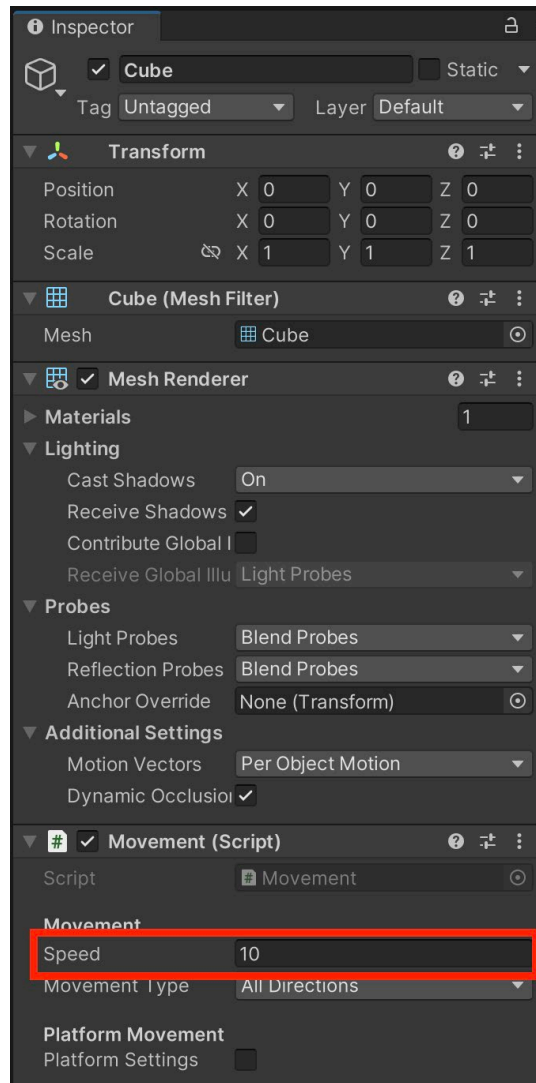 Inspector
Cube Static
Tag Untagged Layer Default
Transform
Position X 0 Y 0 Z 0
Rotation X 0 Y 0 Z 0
Scale X 1 Y 1 Z 1
Cube (Mesh Filter)
Mesh Cube
Mesh Renderer
Materials 1
Lighting
Cast Shadows On
Receive Shadows
Contribute Global I
Receive Global Illu Light Probes
Probes
Light Probes Blend Probes
Reflection Probes Blend Probes
Anchor Override None (Transform)
Additional Settings
Motion Vectors Per Object Motion
Dynamic Occlusio
# Movement (Script)
Script # Movement
Movement
Speed 10
Movement Type All Directions
Platform Movement
Platform Settings